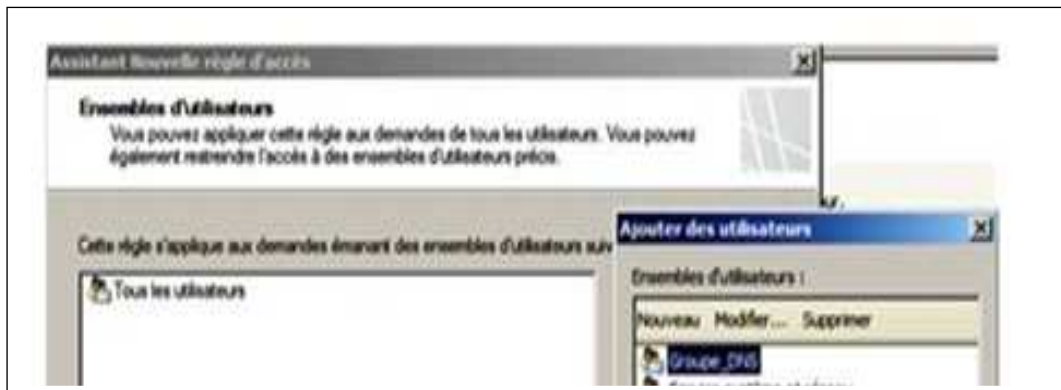 Assistant Nouvelle règle d'accès
Ensembles d'utilisateurs
Vous pouvez appliquer cette règle aux demandes de tous les utilisateurs. Vous pouvez
également restreindre l'accès à des ensembles d'utilisateurs précis.
Cette règle s'applique aux demandes émanant des ensembles d'utilisateurs
Tous les utilisateurs
Ajouter des utilisateurs
Ensembles d'utilisateurs :
Nouveau Modifier... Supprimer
Groupe_DNS